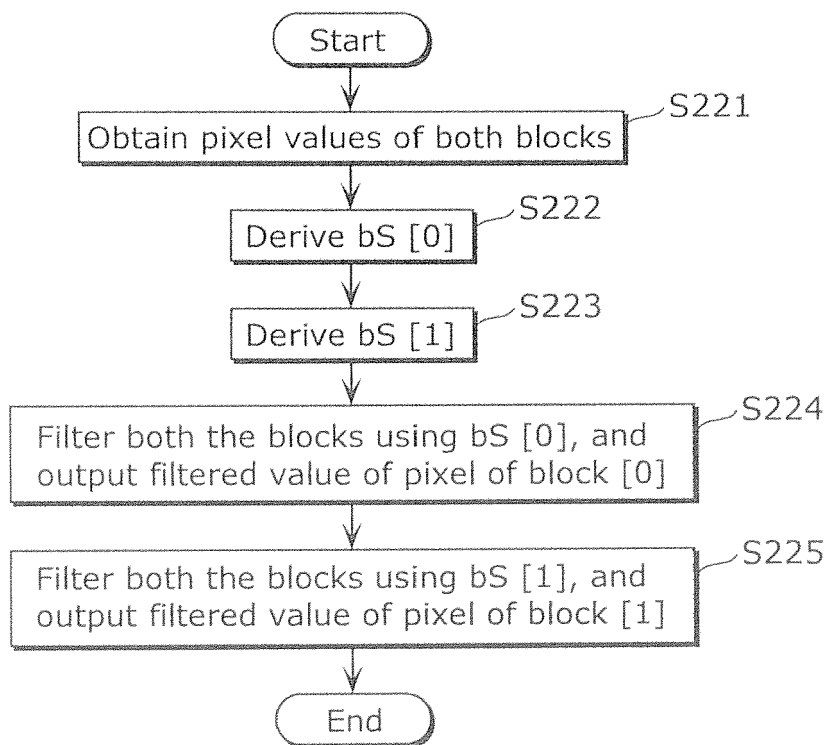 Start
S221
Obtain pixel values of both blocks
S222
Derive bS [0]
S223
Derive bS [1]
S224
Filter both the blocks using bS [0], and
output filtered value of pixel of block [0]
S225
Filter both the blocks using bS [1], and
output filtered value of pixel of block [1]
End